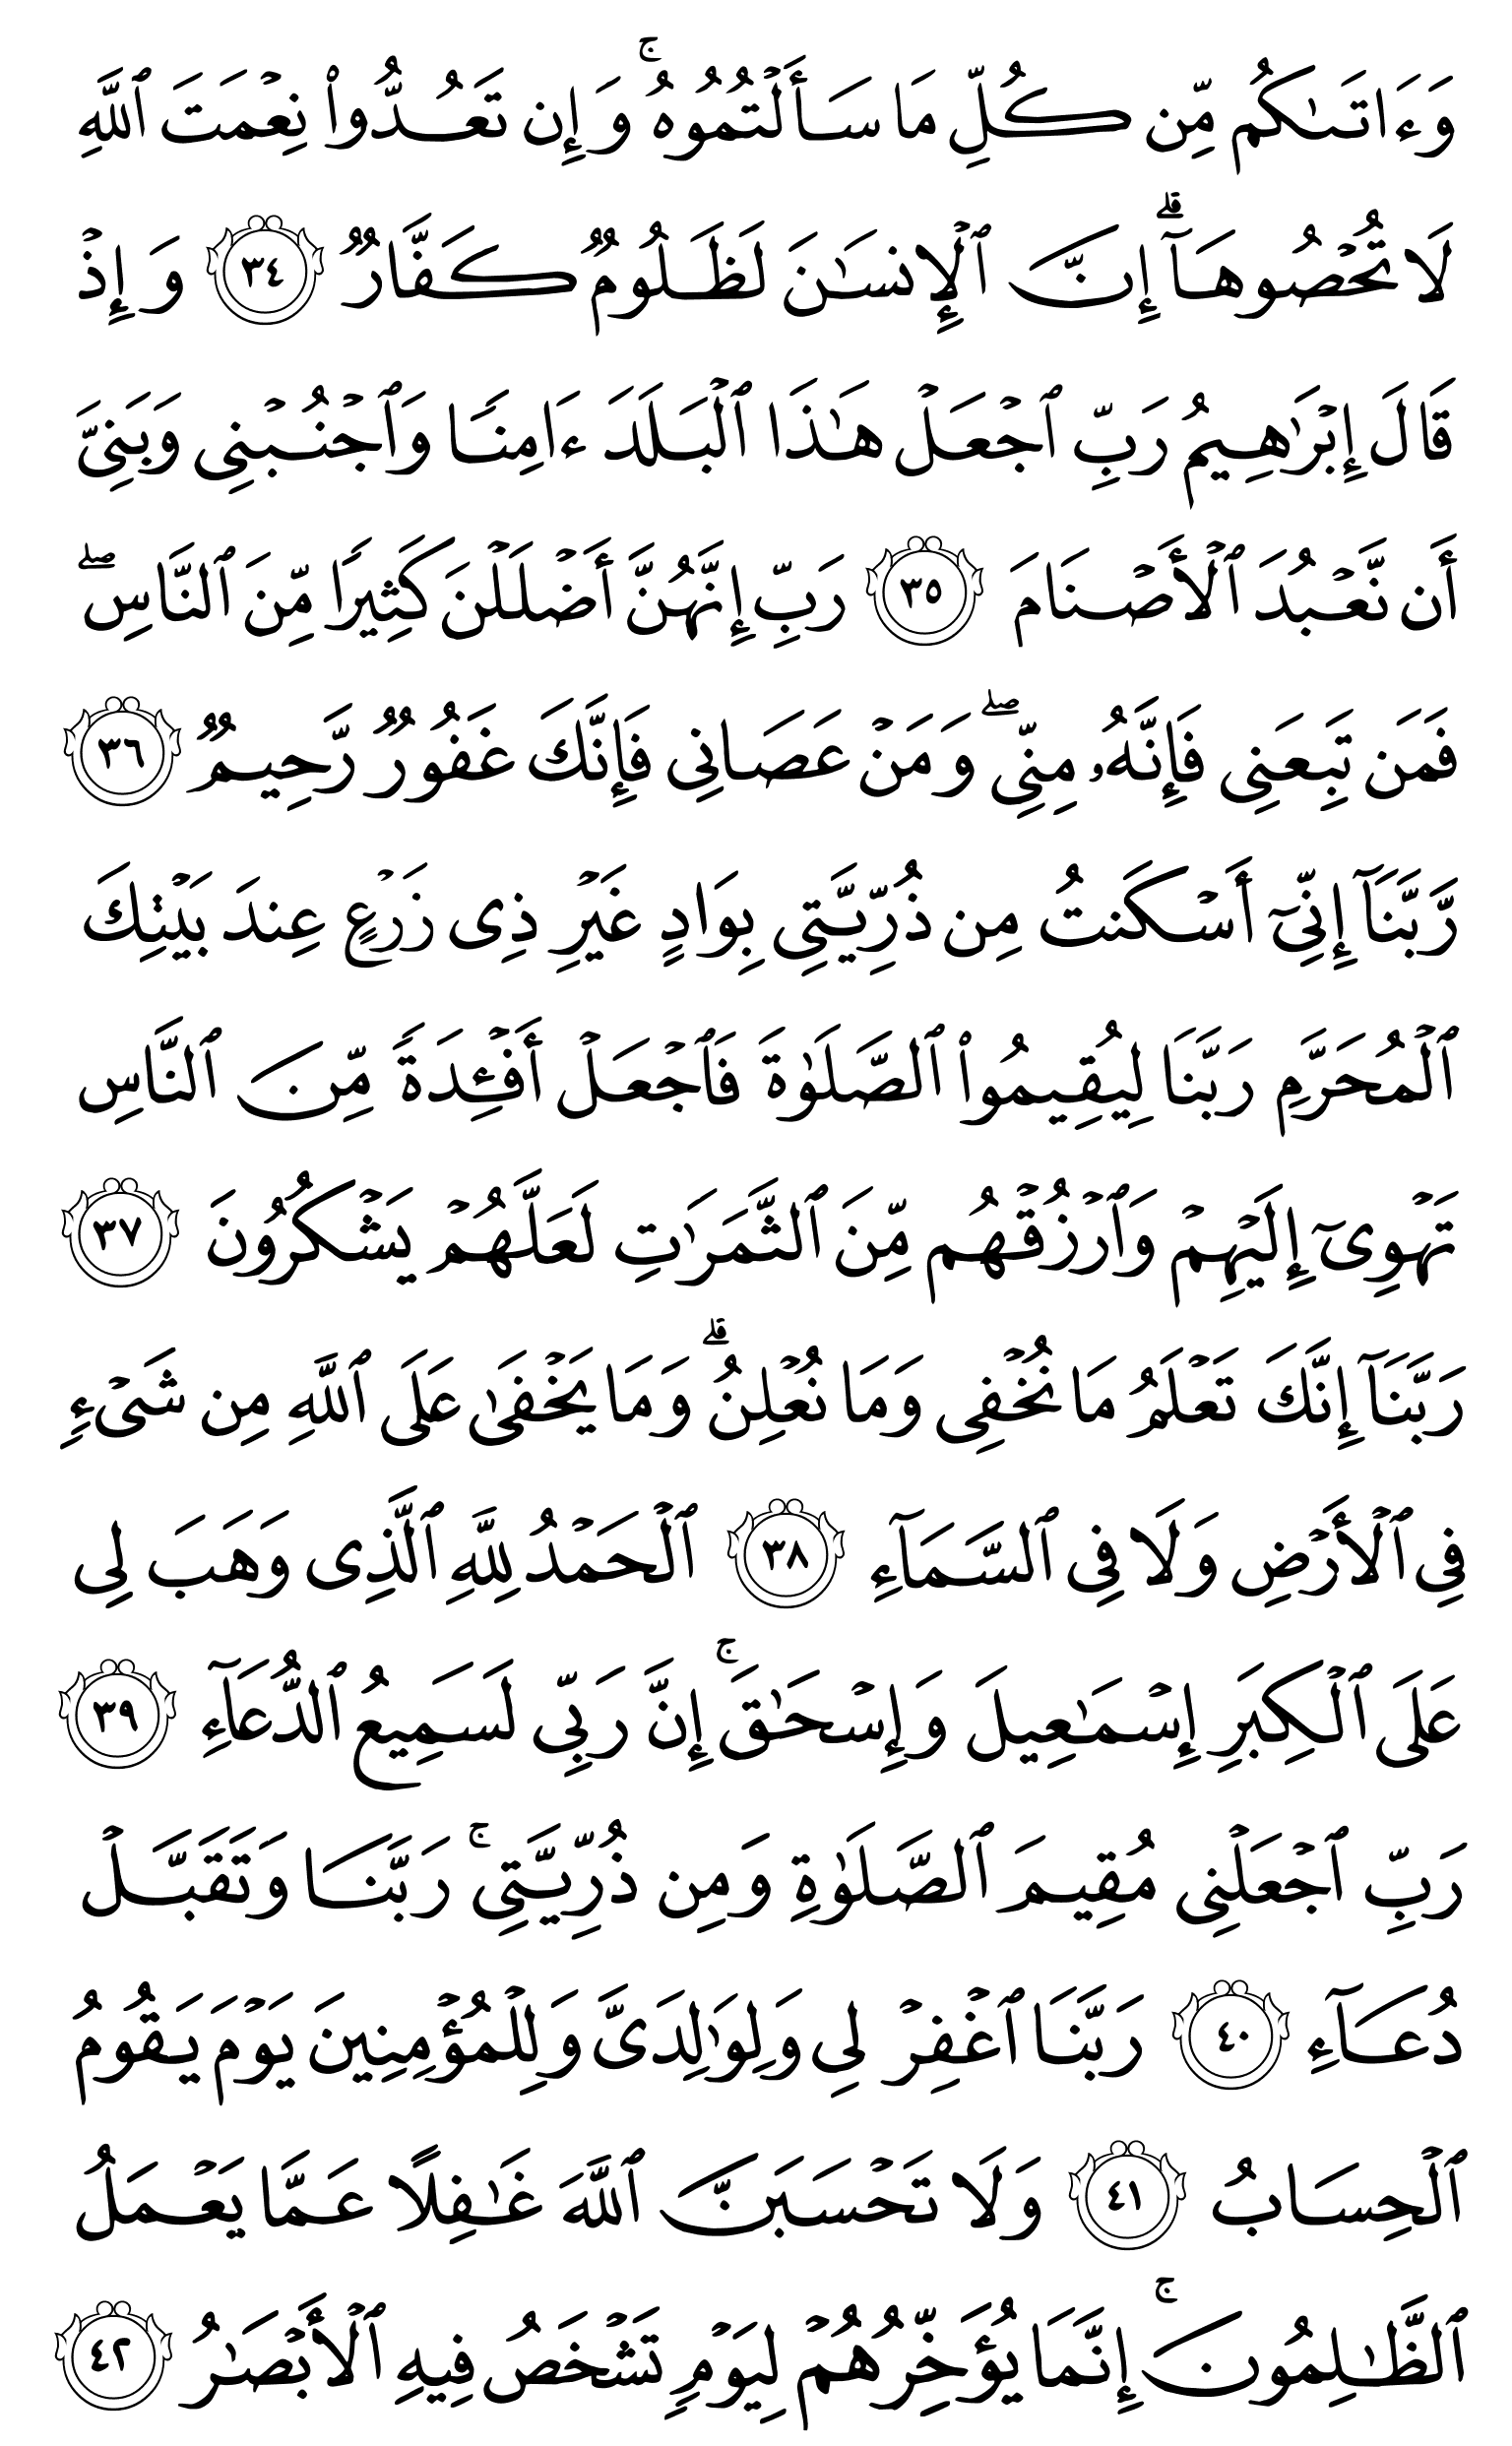 وَءَاتَىٰكُم مِّن كُلِّ مَا سَأَلْتُمُوهُ ۚ وَإِن تَعُدُّوا۟ نِعْمَتَ ٱللَّهِ
لَا تُحْصُوهَآ ۗ إِنَّ ٱلْإِنسَـٰنَ لَظَلُومٌ كَفَّارٌ ٣٤ وَإِذْ
قَالَ إِبْرَٰهِيمُ رَبِّ ٱجْعَلْ هَـٰذَا ٱلْبَلَدَ ءَامِنًا وَٱجْنُبْنِى وَبَنِىَّ
أَن نَّعْبُدَ ٱلْأَصْنَامَ ٣٥ رَبِّ إِنَّهُنَّ أَضْلَلْنَ كَثِيرًا مِّنَ ٱلنَّاسِ ۖ
فَمَن تَبِعَنِى فَإِنَّهُۥ مِنِّى ۖ وَمَنْ عَصَانِى فَإِنَّكَ غَفُورٌ رَّحِيمٌ ٣٦
رَّبَّنَآ إِنِّىٓ أَسْكَنتُ مِن ذُرِّيَّتِى بِوَادٍ غَيْرِ ذِى زَرْعٍ عِندَ بَيْتِكَ
ٱلْمُحَرَّمِ رَبَّنَا لِيُقِيمُوا۟ ٱلصَّلَوٰةَ فَٱجْعَلْ أَفْـِٔدَةً مِّنَ ٱلنَّاسِ
تَهْوِىٓ إِلَيْهِمْ وَٱرْزُقْهُم مِّنَ ٱلثَّمَرَٰتِ لَعَلَّهُمْ يَشْكُرُونَ ٣٧
رَبَّنَآ إِنَّكَ تَعْلَمُ مَا نُخْفِى وَمَا نُعْلِنُ ۗ وَمَا يَخْفَىٰ عَلَى ٱللَّهِ مِن شَىْءٍ
فِى ٱلْأَرْضِ وَلَا فِى ٱلسَّمَآءِ ٣٨ ٱلْحَمْدُ لِلَّهِ ٱلَّذِى وَهَبَ لِى
عَلَى ٱلْكِبَرِ إِسْمَـٰعِيلَ وَإِسْحَـٰقَ ۚ إِنَّ رَبِّى لَسَمِيعُ ٱلدُّعَآءِ ٣٩
رَبِّ ٱجْعَلْنِى مُقِيمَ ٱلصَّلَوٰةِ وَمِن ذُرِّيَّتِى ۚ رَبَّنَا وَتَقَبَّلْ
دُعَآءِ ٤٠ رَبَّنَا ٱغْفِرْ لِى وَلِوَٰلِدَىَّ وَلِلْمُؤْمِنِينَ يَوْمَ يَقُومُ
ٱلْحِسَابُ ٤١ وَلَا تَحْسَبَنَّ ٱللَّهَ غَـٰفِلًا عَمَّا يَعْمَلُ
ٱلظَّـٰلِمُونَ ۚ إِنَّمَا يُؤَخِّرُهُمْ لِيَوْمٍ تَشْخَصُ فِيهِ ٱلْأَبْصَـٰرُ ٤٢